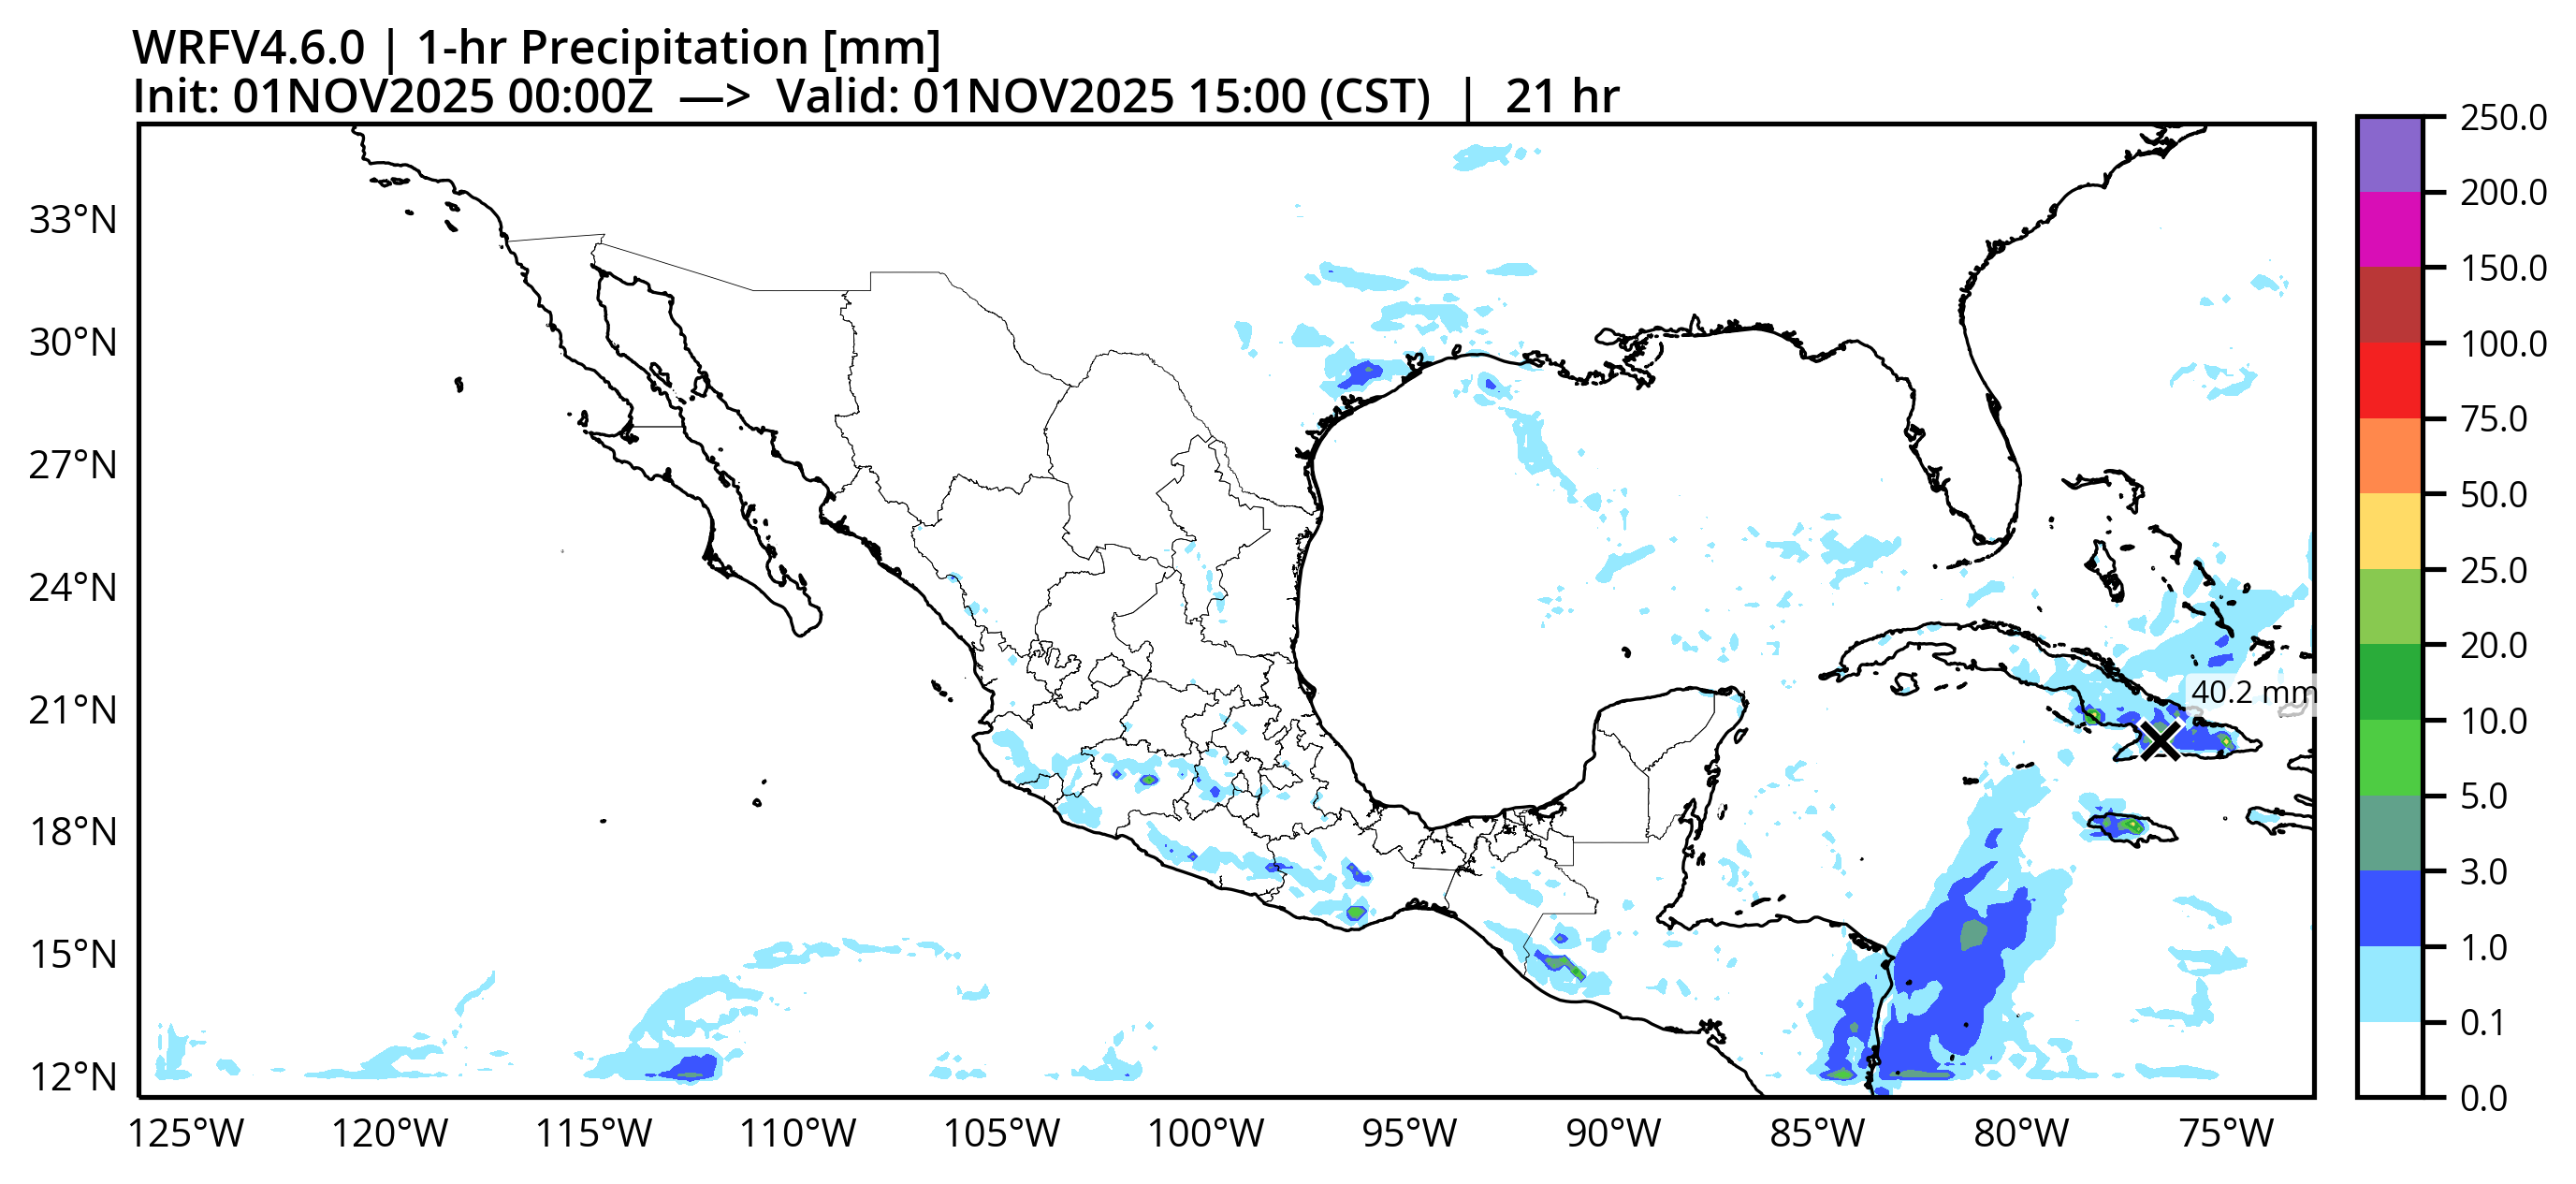 WRFV4.6.0 | 1-hr Precipitation [mm]
Init: 01NOV2025 00:00Z —> Valid: 01NOV2025 15:00 (CST) | 21 hr
33°N
30°N
27°N
24°N
21°N
18°N
15°N
12°N
125°W 120°W 115°W 110°W 105°W 100°W 95°W 90°W 85°W 80°W 75°W
40.2 mm
250.0
200.0
150.0
100.0
75.0
50.0
25.0
20.0
10.0
5.0
3.0
1.0
0.1
0.0